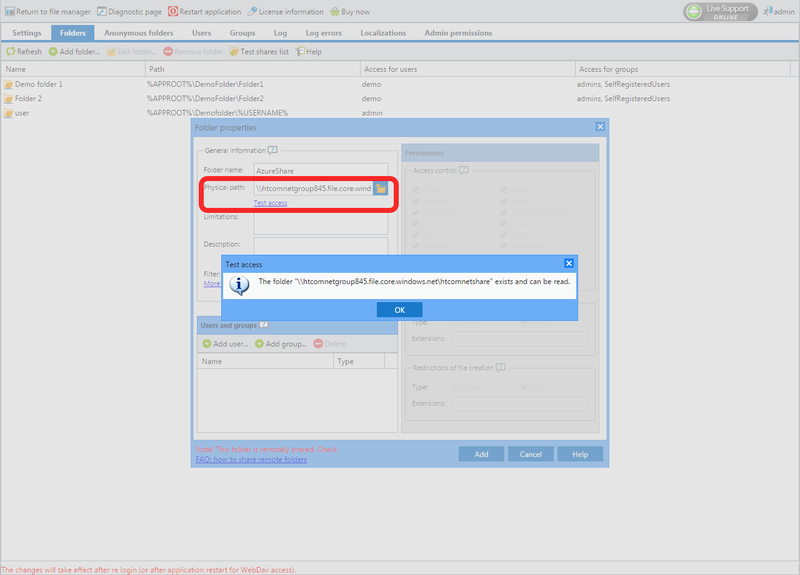 Return to file manager Diagnostic page Restart application License information Buy now Live Support ONLINE admin
Settings Folders Anonymous folders Users Groups Log Log errors Localizations Admin permissions
Refresh Add folder... Edit folder... Remove folder Test shares list Help
Name Path Access for users Access for groups
Demo folder 1 %APPROOT%\DemoFolder\Folder1 demo admins, SelfRegisteredUsers
Folder 2 %APPROOT%\DemoFolder\Folder2 demo admins, SelfRegisteredUsers
user %APPROOT%\Demofolder\%USERNAME% admin
Folder properties
General information
Folder name: AzureShare
Physical path: \\htcomnetgroup845.file.core.wind
Test access
Limitations:
Description:
Filter:
More
Permissions
Access control
Test access
The folder "\\htcomnetgroup845.file.core.windows.net\htcomnetshare" exists and can be read.
OK
Users and groups
Add user... Add group... Delete
Name Type
Type:
Extensions:
Restrictions of file creation
Type:
Extensions:
Note: This folder is remotely shared. Check
FAQ: how to share remote folders
Add Cancel Help
The changes will take effect after re login (or after application restart for WebDav access).